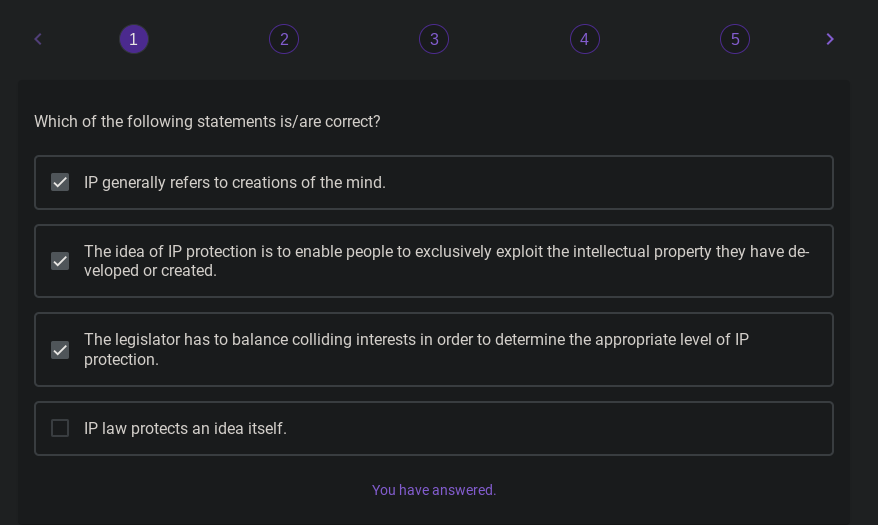 1 2 3 4 5
Which of the following statements is/are correct?
IP generally refers to creations of the mind.
The idea of IP protection is to enable people to exclusively exploit the intellectual property they have de-
veloped or created.
The legislator has to balance colliding interests in order to determine the appropriate level of IP
protection.
IP law protects an idea itself.
You have answered.